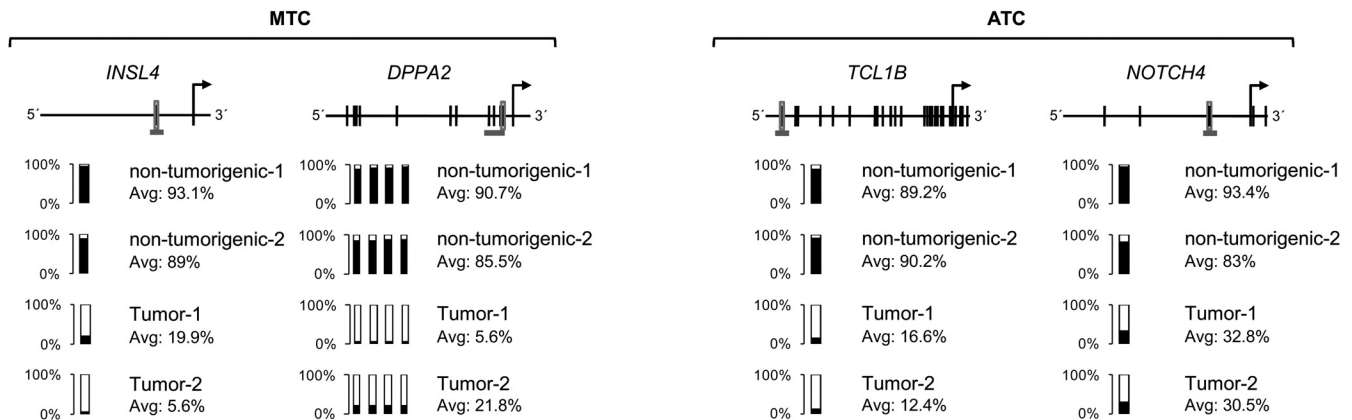 MTC
ATC
INSL4
DPPA2
TCL1B
NOTCH4
5´ 3´
5´ 3´
5´ 3´
5´ 3´
100%
0%
non-tumorigenic-1
Avg: 93.1%
100%
0%
non-tumorigenic-1
Avg: 90.7%
100%
0%
non-tumorigenic-1
Avg: 89.2%
100%
0%
non-tumorigenic-1
Avg: 93.4%
100%
0%
non-tumorigenic-2
Avg: 89%
100%
0%
non-tumorigenic-2
Avg: 85.5%
100%
0%
non-tumorigenic-2
Avg: 90.2%
100%
0%
non-tumorigenic-2
Avg: 83%
100%
0%
Tumor-1
Avg: 19.9%
100%
0%
Tumor-1
Avg: 5.6%
100%
0%
Tumor-1
Avg: 16.6%
100%
0%
Tumor-1
Avg: 32.8%
100%
0%
Tumor-2
Avg: 5.6%
100%
0%
Tumor-2
Avg: 21.8%
100%
0%
Tumor-2
Avg: 12.4%
100%
0%
Tumor-2
Avg: 30.5%